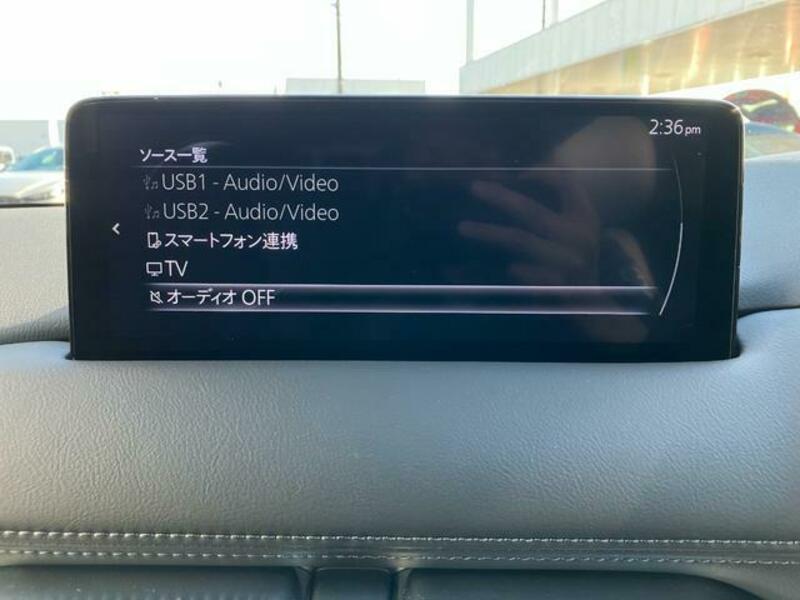 2:36pm
ソース一覧
USB1 - Audio/Video
USB2 - Audio/Video
スマートフォン連携
TV
オーディオ OFF